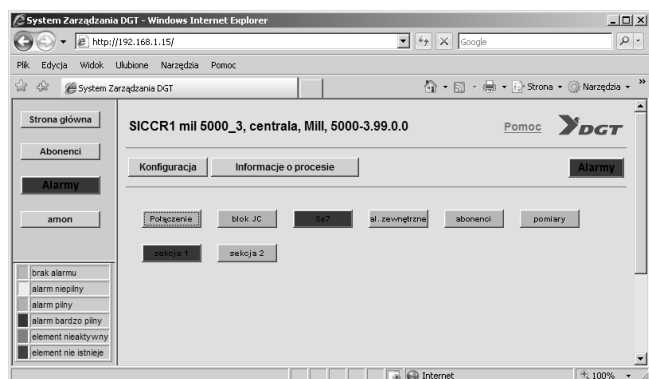 System Zarządzania DGT - Windows Internet Explorer
http://192.168.1.15/
Google
Plik Edycja Widok Ulubione Narzędzia Pomoc
System Zarządzania DGT
Strona Narzędzia »
Strona główna
SICCR1 mil 5000_3, centrala, Mill, 5000-3.99.0.0
Pomoc
DGT
Abonenci
Konfiguracja
Informacje o procesie
Alarmy
Alarmy
amon
Połączenie
blok JC
Ss7
al. zewnętrzne
abonenci
pomiary
sekcja 1
sekcja 2
brak alarmu
alarm niepilny
alarm pilny
alarm bardzo pilny
element nieaktywny
element nie istnieje
Internet
100%